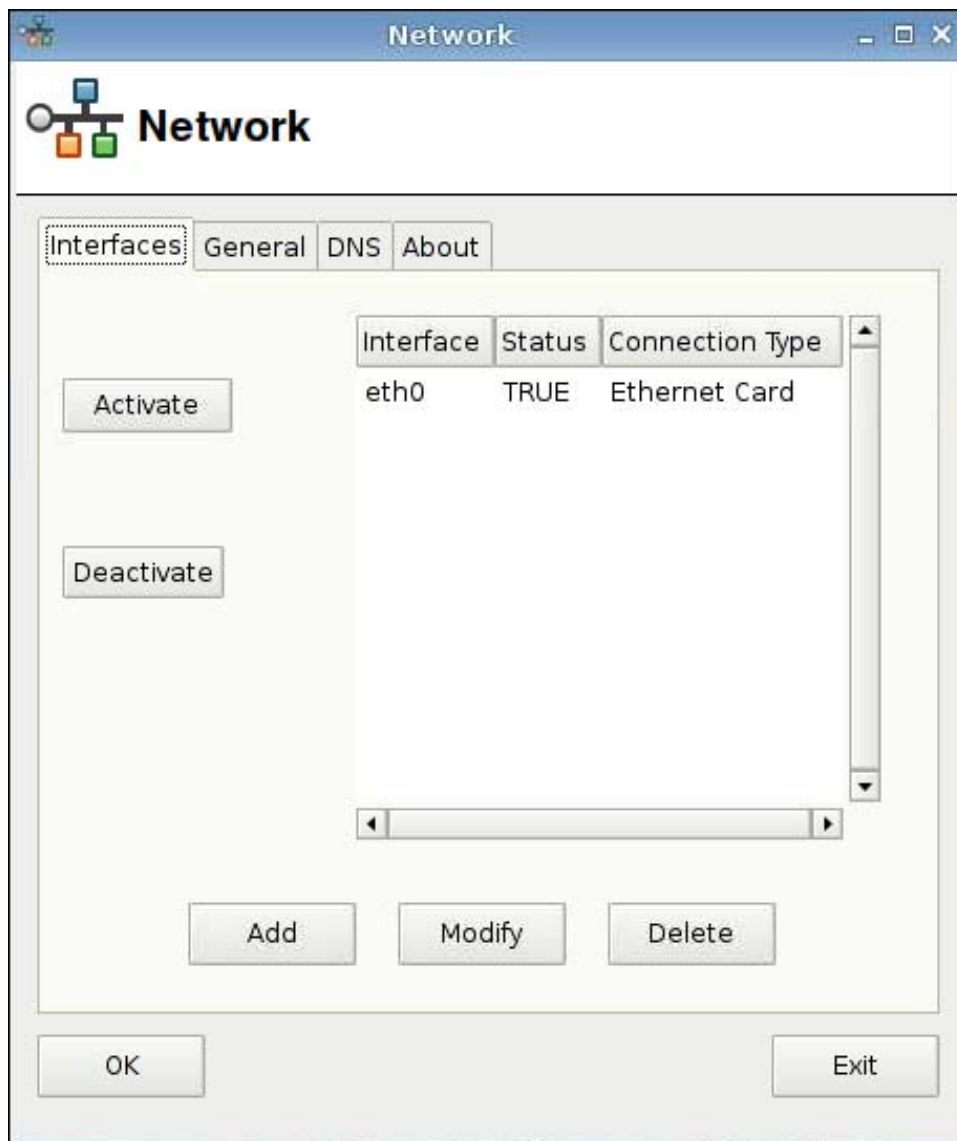 Network
Network
Interfaces General DNS About
Interface Status Connection Type
eth0 TRUE Ethernet Card
Activate
Deactivate
Add Modify Delete
OK Exit